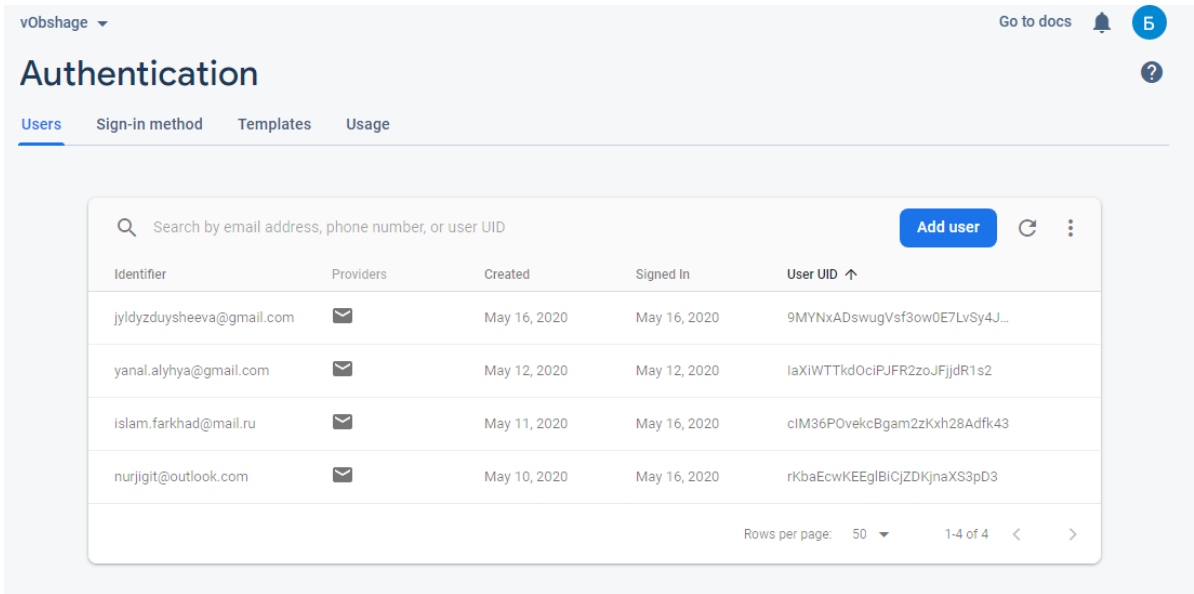 vObshage Go to docs Б
Authentication
Users Sign-in method Templates Usage
Search by email address, phone number, or user UID Add user
Identifier Providers Created Signed In User UID
jyldyzduysheeva@gmail.com May 16, 2020 May 16, 2020 9MYNxADswugVsf3ow0E7LvSy4J...
yanal.alyhya@gmail.com May 12, 2020 May 12, 2020 IaXiWTTkdOciPJFR2zoJFjjdR1s2
islam.farkhad@mail.ru May 11, 2020 May 16, 2020 cIM36POvekcBgam2zKxh28Adfk43
nurjigit@outlook.com May 10, 2020 May 16, 2020 rKbaEcwKEEglBiCjZDKjnaXS3pD3
Rows per page: 50 1-4 of 4